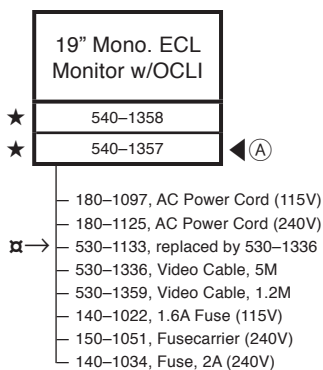 19” Mono. ECL
Monitor w/OCLI
★ 540–1358
★ 540–1357 Ⓐ
180–1097, AC Power Cord (115V)
180–1125, AC Power Cord (240V)
¤→ 530–1133, replaced by 530–1336
530–1336, Video Cable, 5M
530–1359, Video Cable, 1.2M
140–1022, 1.6A Fuse (115V)
150–1051, Fusecarrier (240V)
140–1034, Fuse, 2A (240V)